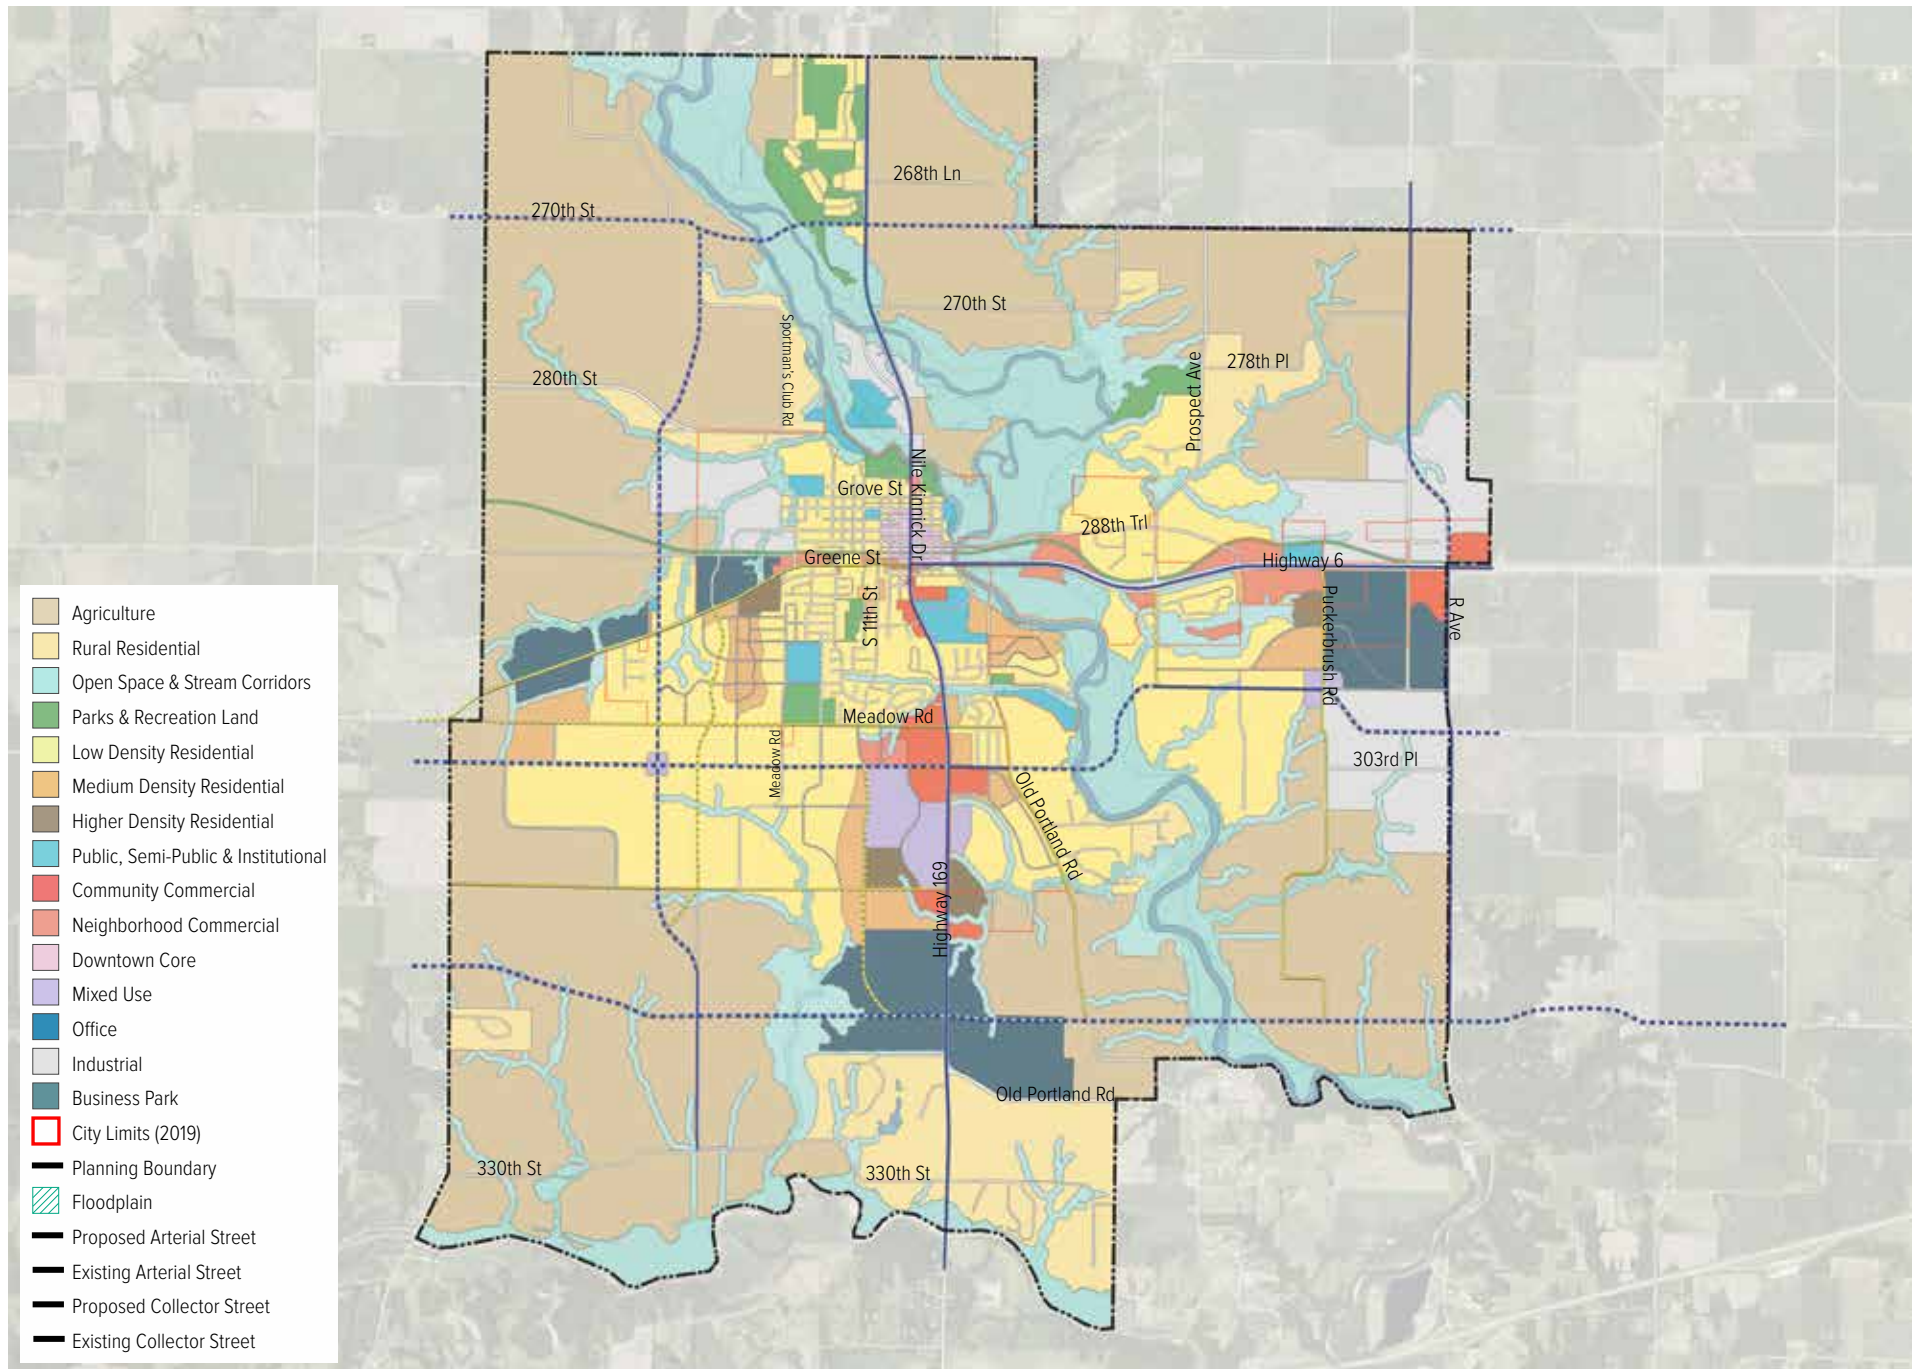 268th Ln
270th St
270th St
Sportman's Club Rd
280th St
Prospect Ave
278th Pl
Nile Kinnick Dr
Grove St
288th Trl
Greene St
Highway 6
S 11th St
Puckerbrush Rd
R Ave
Meadow Rd
Meadow Rd
303rd Pl
Old Portland Rd
Highway 169
Old Portland Rd
330th St
330th St
Agriculture
Rural Residential
Open Space & Stream Corridors
Parks & Recreation Land
Low Density Residential
Medium Density Residential
Higher Density Residential
Public, Semi-Public & Institutional
Community Commercial
Neighborhood Commercial
Downtown Core
Mixed Use
Office
Industrial
Business Park
City Limits (2019)
Planning Boundary
Floodplain
Proposed Arterial Street
Existing Arterial Street
Proposed Collector Street
Existing Collector Street